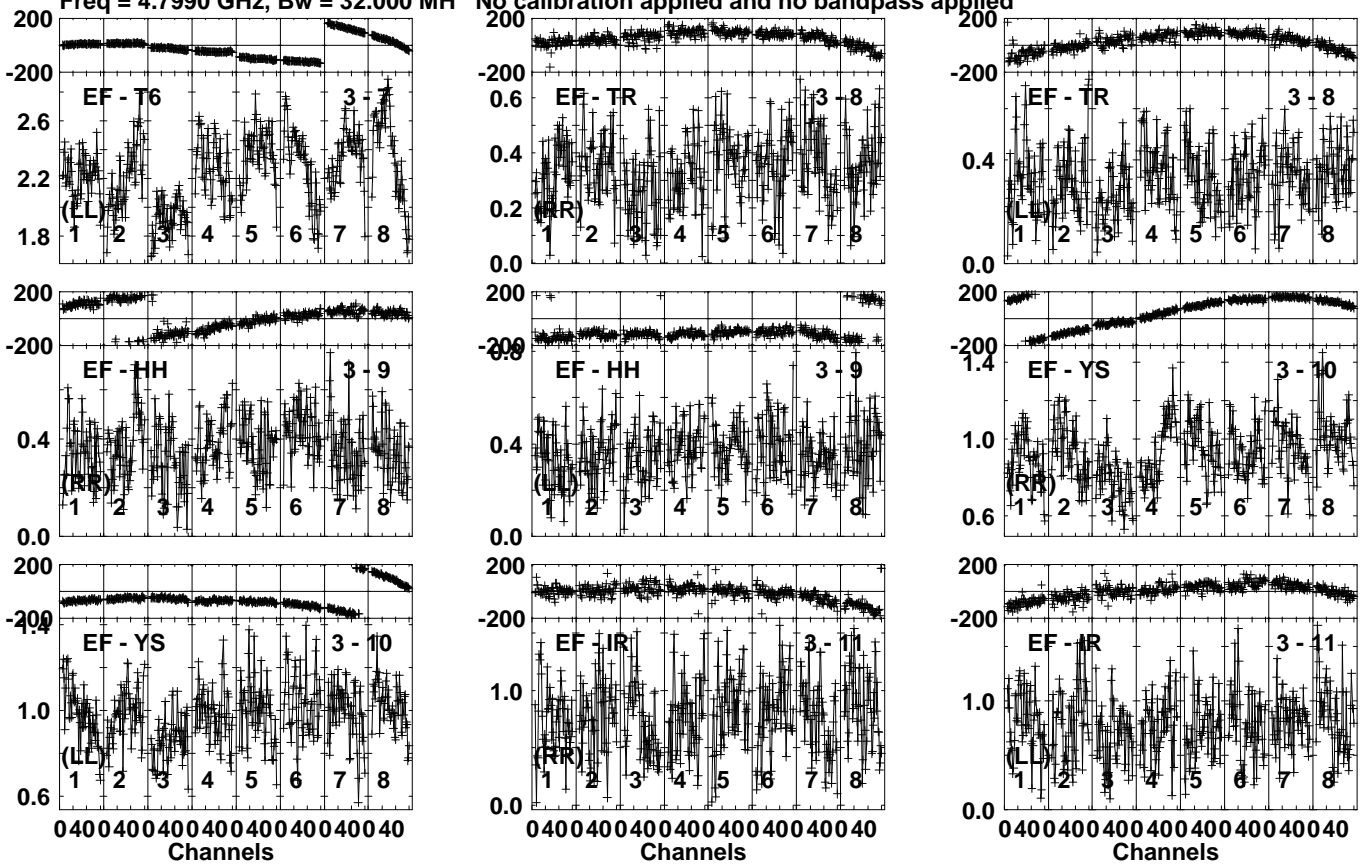 Freq = 4.7990 GHz, Bw = 32.000 MH No calibration applied and no bandpass applied
200
-200
EF - T6 3 - 7
2.6
2.2
1.8
(LL)
1 2 3 4 5 6 7 8
200
-200
EF - TR 3 - 8
0.6
0.4
0.2
0.0
(RR)
1 2 3 4 5 6 7 8
200
-200
EF - TR 3 - 8
0.4
0.0
(LL)
1 2 3 4 5 6 7 8
200
-200
EF - HH 3 - 9
0.4
0.0
(RR)
1 2 3 4 5 6 7 8
200
-200
0.8
EF - HH 3 - 9
0.4
0.0
(LL)
1 2 3 4 5 6 7 8
200
-200
1.4
EF - YS 3 - 10
1.0
0.6
(RR)
1 2 3 4 5 6 7 8
200
-200
1.4
EF - YS 3 - 10
1.0
0.6
(LL)
1 2 3 4 5 6 7 8
0 40 0 40 0 40 0 40 0 40 0 40 0 40 0 40
Channels
200
-200
EF - IR 3 - 11
1.0
0.0
(RR)
1 2 3 4 5 6 7 8
0 40 0 40 0 40 0 40 0 40 0 40 0 40 0 40
Channels
200
-200
EF - IR 3 - 11
1.0
0.0
(LL)
1 2 3 4 5 6 7 8
0 40 0 40 0 40 0 40 0 40 0 40 0 40 0 40
Channels